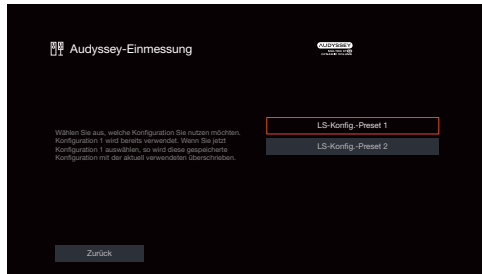 Audyssey-Einmessung
AUDYSSEY
LS-Konfig.-Preset 1
Wählen Sie aus, welche Konfiguration Sie nutzen möchten.
Konfiguration 1 wird bereits verwendet. Wenn Sie jetzt
Konfiguration 1 auswählen, so wird diese gespeicherte
Konfiguration mit der aktuell verwendeten überschrieben.
LS-Konfig.-Preset 2
Zurück